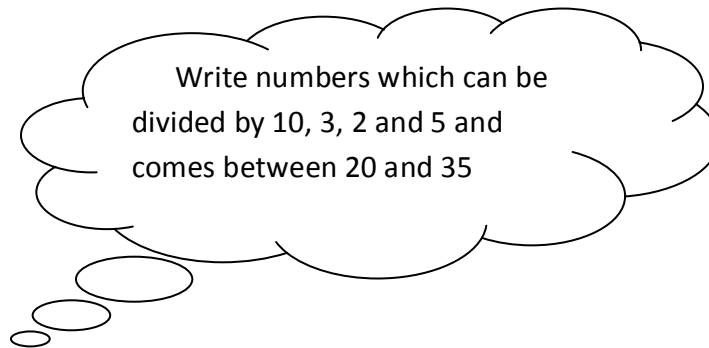 Write numbers which can be
divided by 10, 3, 2 and 5 and
comes between 20 and 35